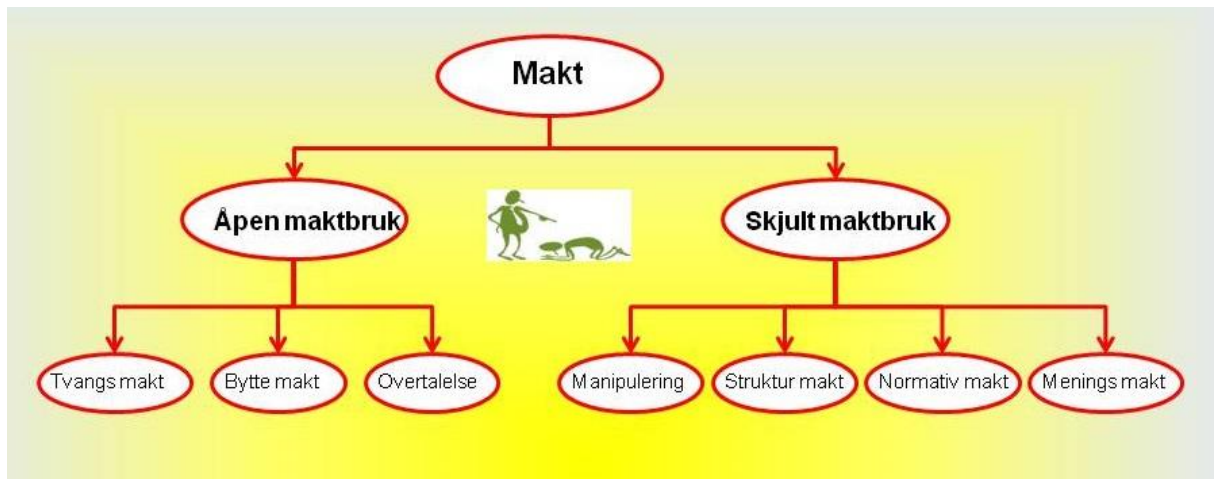 Makt
Åpen maktbruk
Skjult maktbruk
Tvangs makt
Bytte makt
Overtalelse
Manipulering
Struktur makt
Normativ makt
Menings makt